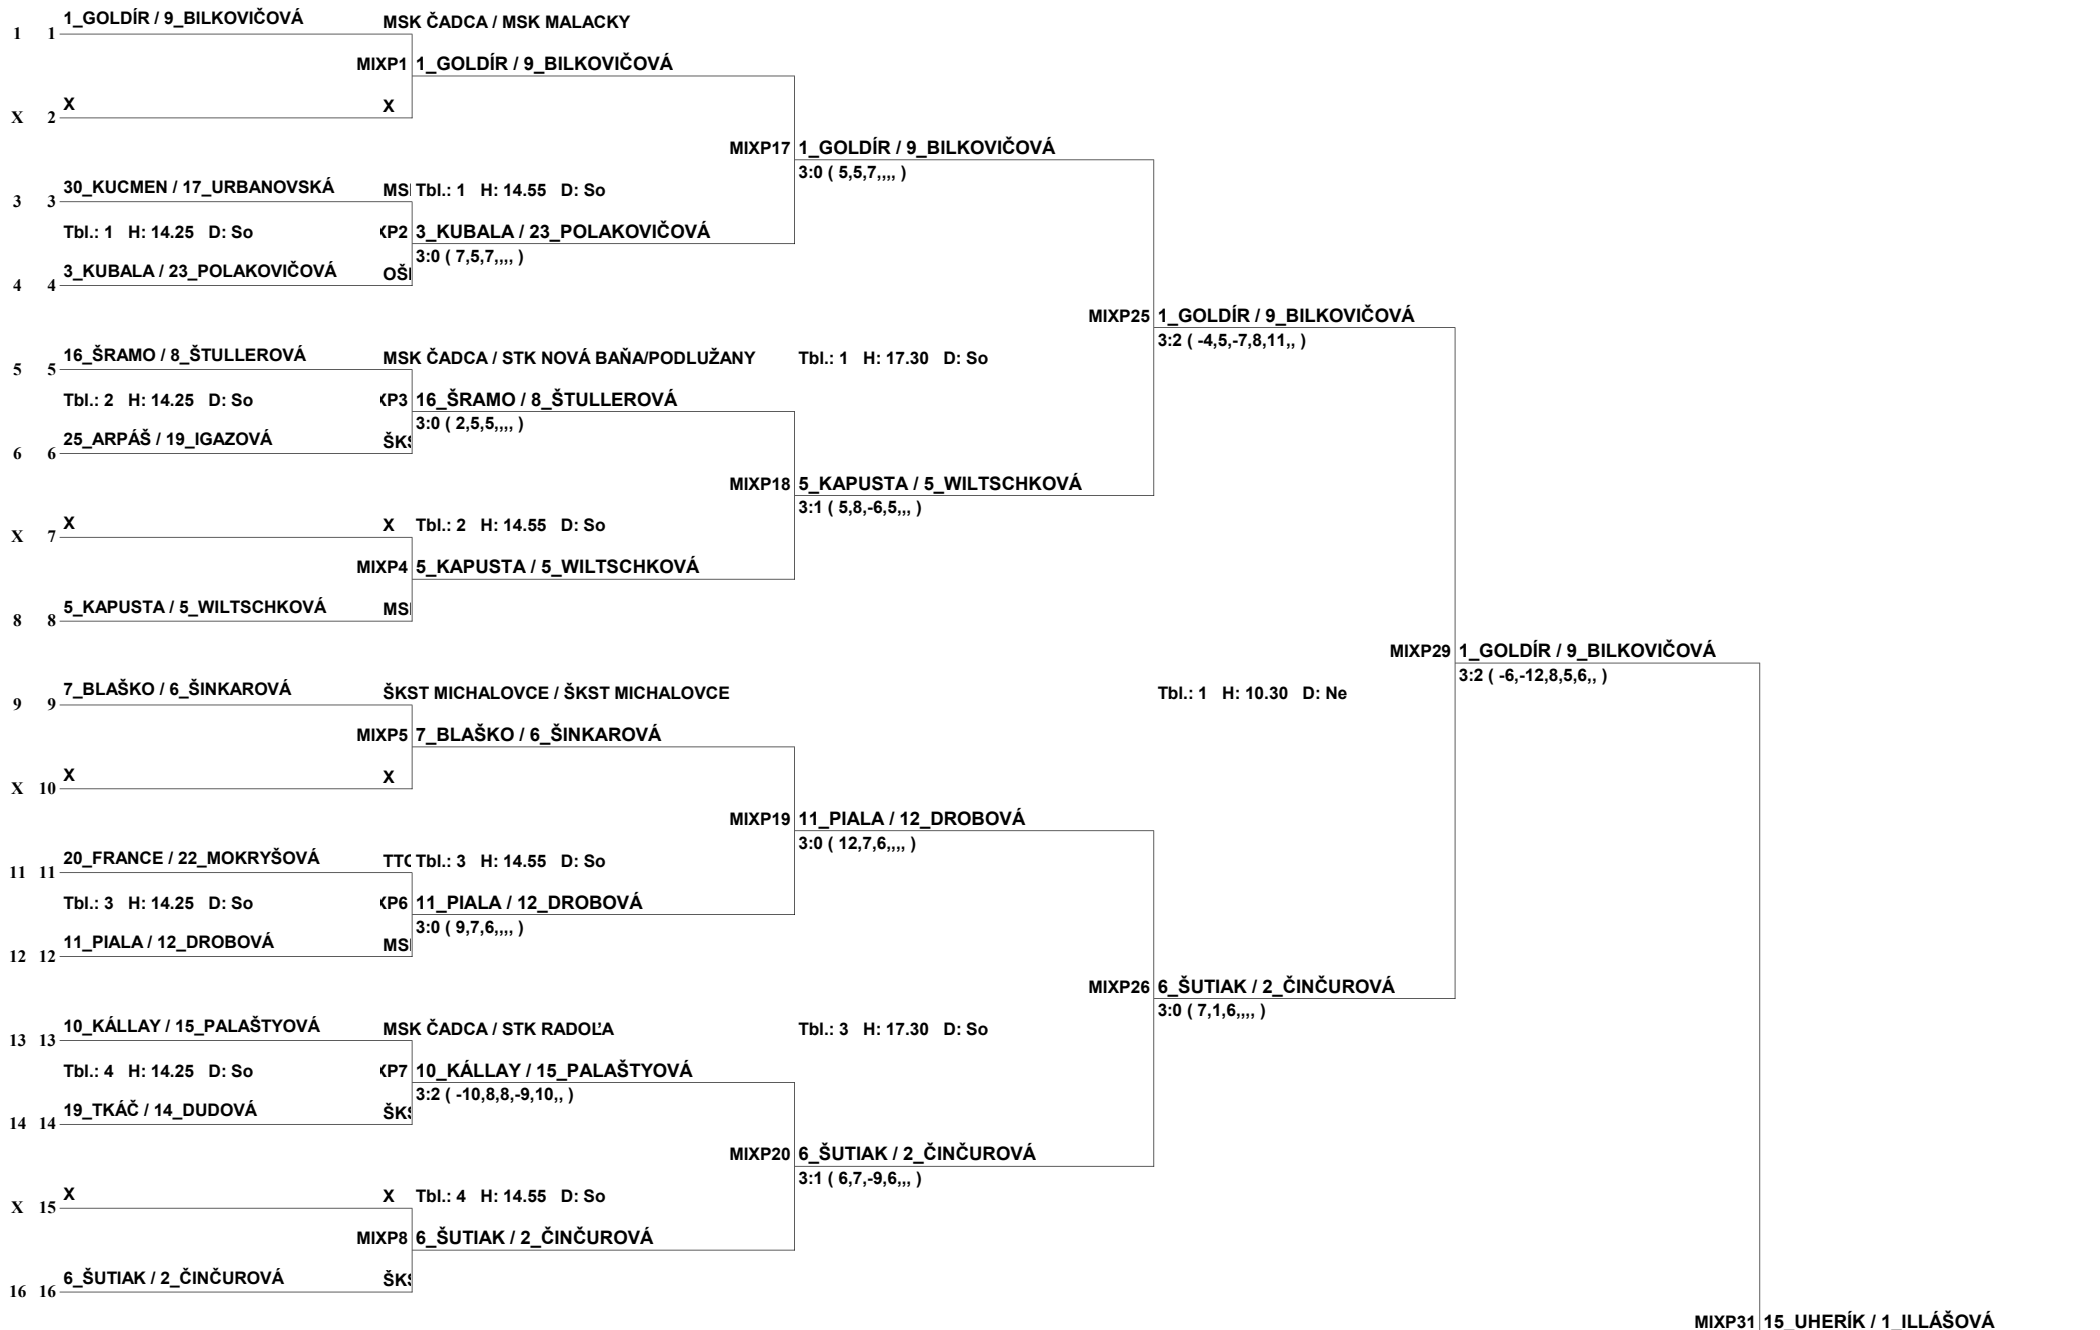 1_GOLDÍR / 9_BILKOVIČOVÁ MSK ČADCA / MSK MALACKY
1 1
MIXP1 1_GOLDÍR / 9_BILKOVIČOVÁ
X X
X 2
MIXP17 1_GOLDÍR / 9_BILKOVIČOVÁ
3:0 ( 5,5,7,,,, )
30_KUCMEN / 17_URBANOVSKÁ MS Tbl.: 1 H: 14.55 D: So
3 3
Tbl.: 1 H: 14.25 D: So XP2 3_KUBALA / 23_POLAKOVIČOVÁ
3:0 ( 7,5,7,,,, )
3_KUBALA / 23_POLAKOVIČOVÁ OŠ
4 4
MIXP25 1_GOLDÍR / 9_BILKOVIČOVÁ
3:2 ( -4,5,-7,8,11,, )
16_ŠRAMO / 8_ŠTULLEROVÁ MSK ČADCA / STK NOVÁ BAŇA/PODLUŽANY Tbl.: 1 H: 17.30 D: So
5 5
Tbl.: 2 H: 14.25 D: So XP3 16_ŠRAMO / 8_ŠTULLEROVÁ
3:0 ( 2,5,5,,,, )
25_ARPÁŠ / 19_IGAZOVÁ ŠKS
6 6
MIXP18 5_KAPUSTA / 5_WILTSCHKOVÁ
3:1 ( 5,8,-6,5,,, )
X X Tbl.: 2 H: 14.55 D: So
X 7
MIXP4 5_KAPUSTA / 5_WILTSCHKOVÁ
5_KAPUSTA / 5_WILTSCHKOVÁ MS
8 8
MIXP29 1_GOLDÍR / 9_BILKOVIČOVÁ
3:2 ( -6,-12,8,5,6,, )
7_BLAŠKO / 6_ŠINKAROVÁ ŠKST MICHALOVCE / ŠKST MICHALOVCE Tbl.: 1 H: 10.30 D: Ne
9 9
MIXP5 7_BLAŠKO / 6_ŠINKAROVÁ
X X
X 10
MIXP19 11_PIALA / 12_DROBOVÁ
3:0 ( 12,7,6,,,, )
20_FRANCE / 22_MOKRYŠOVÁ TTC Tbl.: 3 H: 14.55 D: So
11 11
Tbl.: 3 H: 14.25 D: So XP6 11_PIALA / 12_DROBOVÁ
3:0 ( 9,7,6,,,, )
11_PIALA / 12_DROBOVÁ MS
12 12
MIXP26 6_ŠUTIAK / 2_ČINČUROVÁ
3:0 ( 7,1,6,,,, )
10_KÁLLAY / 15_PALAŠTYOVÁ MSK ČADCA / STK RADOĽA Tbl.: 3 H: 17.30 D: So
13 13
Tbl.: 4 H: 14.25 D: So XP7 10_KÁLLAY / 15_PALAŠTYOVÁ
3:2 ( -10,8,8,-9,10,, )
19_TKÁČ / 14_DUDOVÁ ŠKS
14 14
MIXP20 6_ŠUTIAK / 2_ČINČUROVÁ
3:1 ( 6,7,-9,6,,, )
X X Tbl.: 4 H: 14.55 D: So
X 15
MIXP8 6_ŠUTIAK / 2_ČINČUROVÁ
6_ŠUTIAK / 2_ČINČUROVÁ ŠKS
16 16
MIXP31 15_UHERÍK / 1_ILLÁŠOVÁ